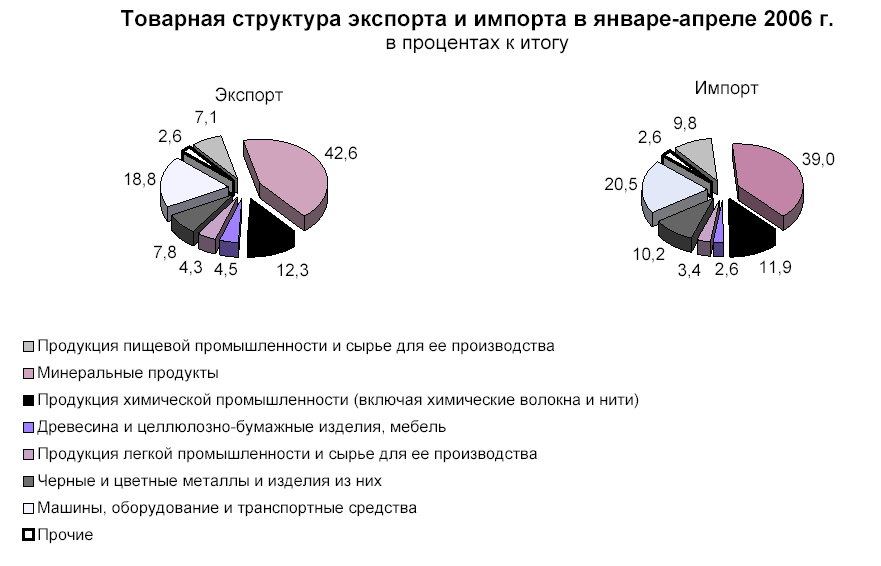 Товарная структура экспорта и импорта в январе-апреле 2006 г.
в процентах к итогу
Экспорт
7,1
2,6
42,6
18,8
7,8
4,3
4,5
12,3
Импорт
9,8
2,6
39,0
20,5
10,2
3,4
2,6
11,9
Продукция пищевой промышленности и сырье для ее производства
Минеральные продукты
Продукция химической промышленности (включая химические волокна и нити)
Древесина и целлюлозно-бумажные изделия, мебель
Продукция легкой промышленности и сырье для ее производства
Черные и цветные металлы и изделия из них
Машины, оборудование и транспортные средства
Прочие